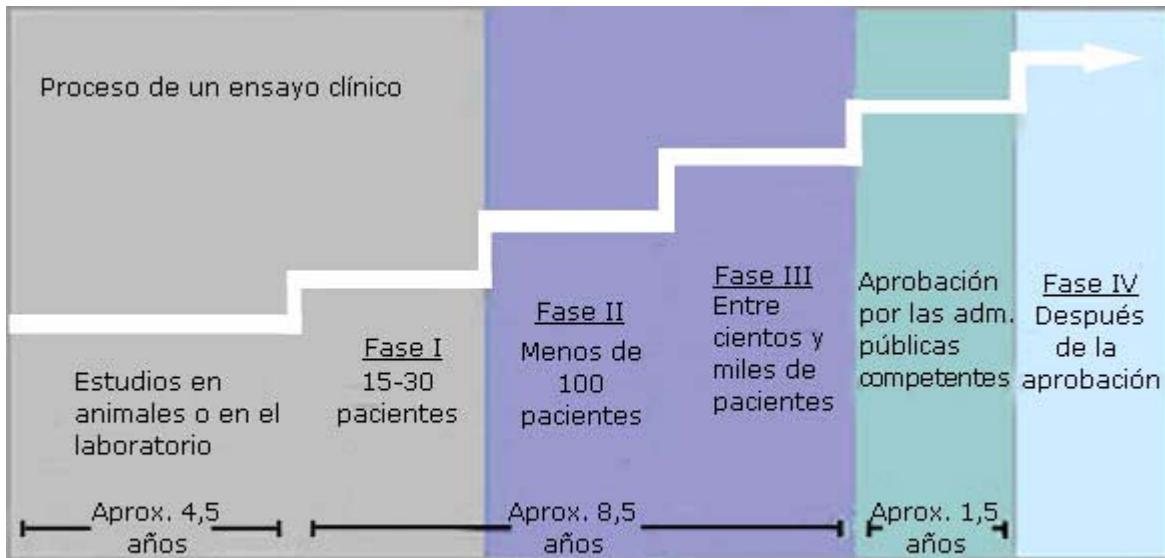 Proceso de un ensayo clínico
Estudios en
animales o en el
laboratorio
Aprox. 4,5
años
Fase I
15-30
pacientes
Fase II
Menos de
100
pacientes
Fase III
Entre
cientos y
miles de
pacientes
Aprox. 8,5
años
Aprobación
por las adm.
públicas
competentes
Aprox. 1,5
años
Fase IV
Después
de la
aprobación